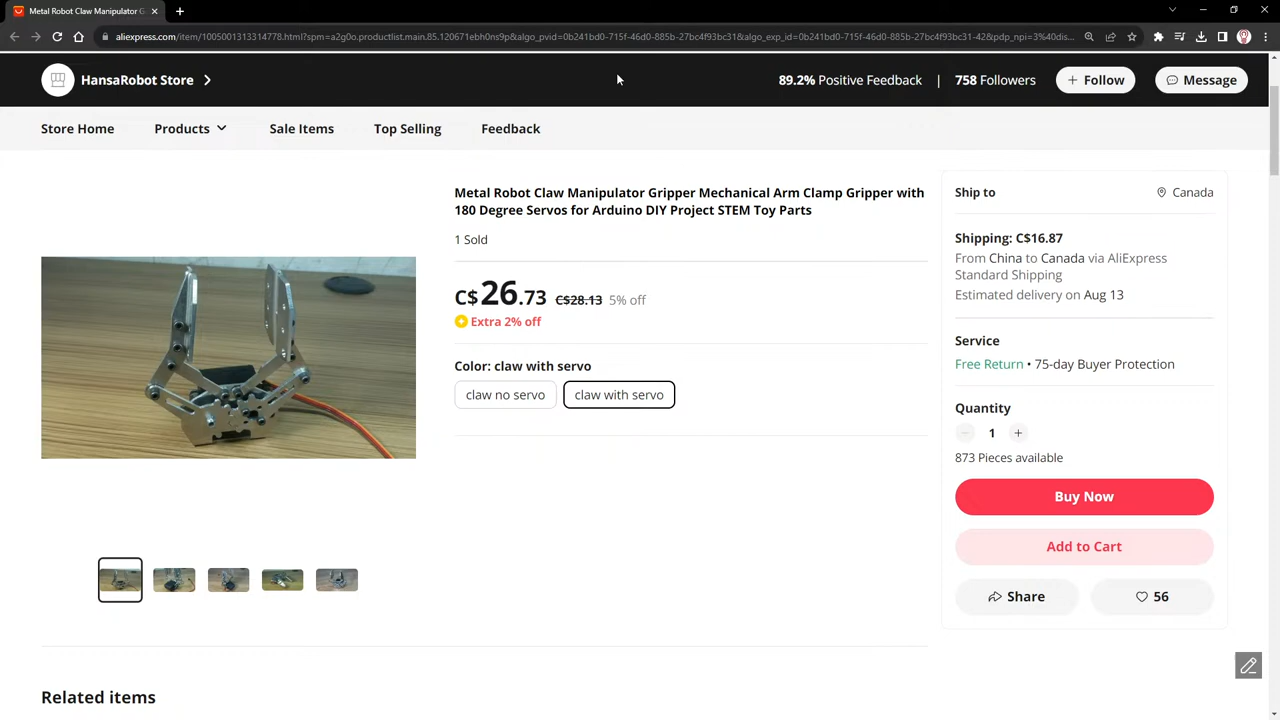 Metal Robot Claw Manipulator G
aliexpress.com/item/1005001313314778.html?spm=a2g0o.productlist.main.85.120671ebh0ns9p&algo_pvid=0b241bd0-715f-46d0-885b-27bc4f93bc31&algo_exp_id=0b241bd0-715f-46d0-885b-27bc4f93bc31-42&pdp_npi=3%40dis...
HansaRobot Store
89.2% Positive Feedback | 758 Followers
+ Follow
Message
Store Home
Products
Sale Items
Top Selling
Feedback
Metal Robot Claw Manipulator Gripper Mechanical Arm Clamp Gripper with
180 Degree Servos for Arduino DIY Project STEM Toy Parts
1 Sold
C$26.73 C$28.13 5% off
Extra 2% off
Color: claw with servo
claw no servo
claw with servo
Ship to
Canada
Shipping: C$16.87
From China to Canada via AliExpress
Standard Shipping
Estimated delivery on Aug 13
Service
Free Return • 75-day Buyer Protection
Quantity
1
873 Pieces available
Buy Now
Add to Cart
Share
56
Related items